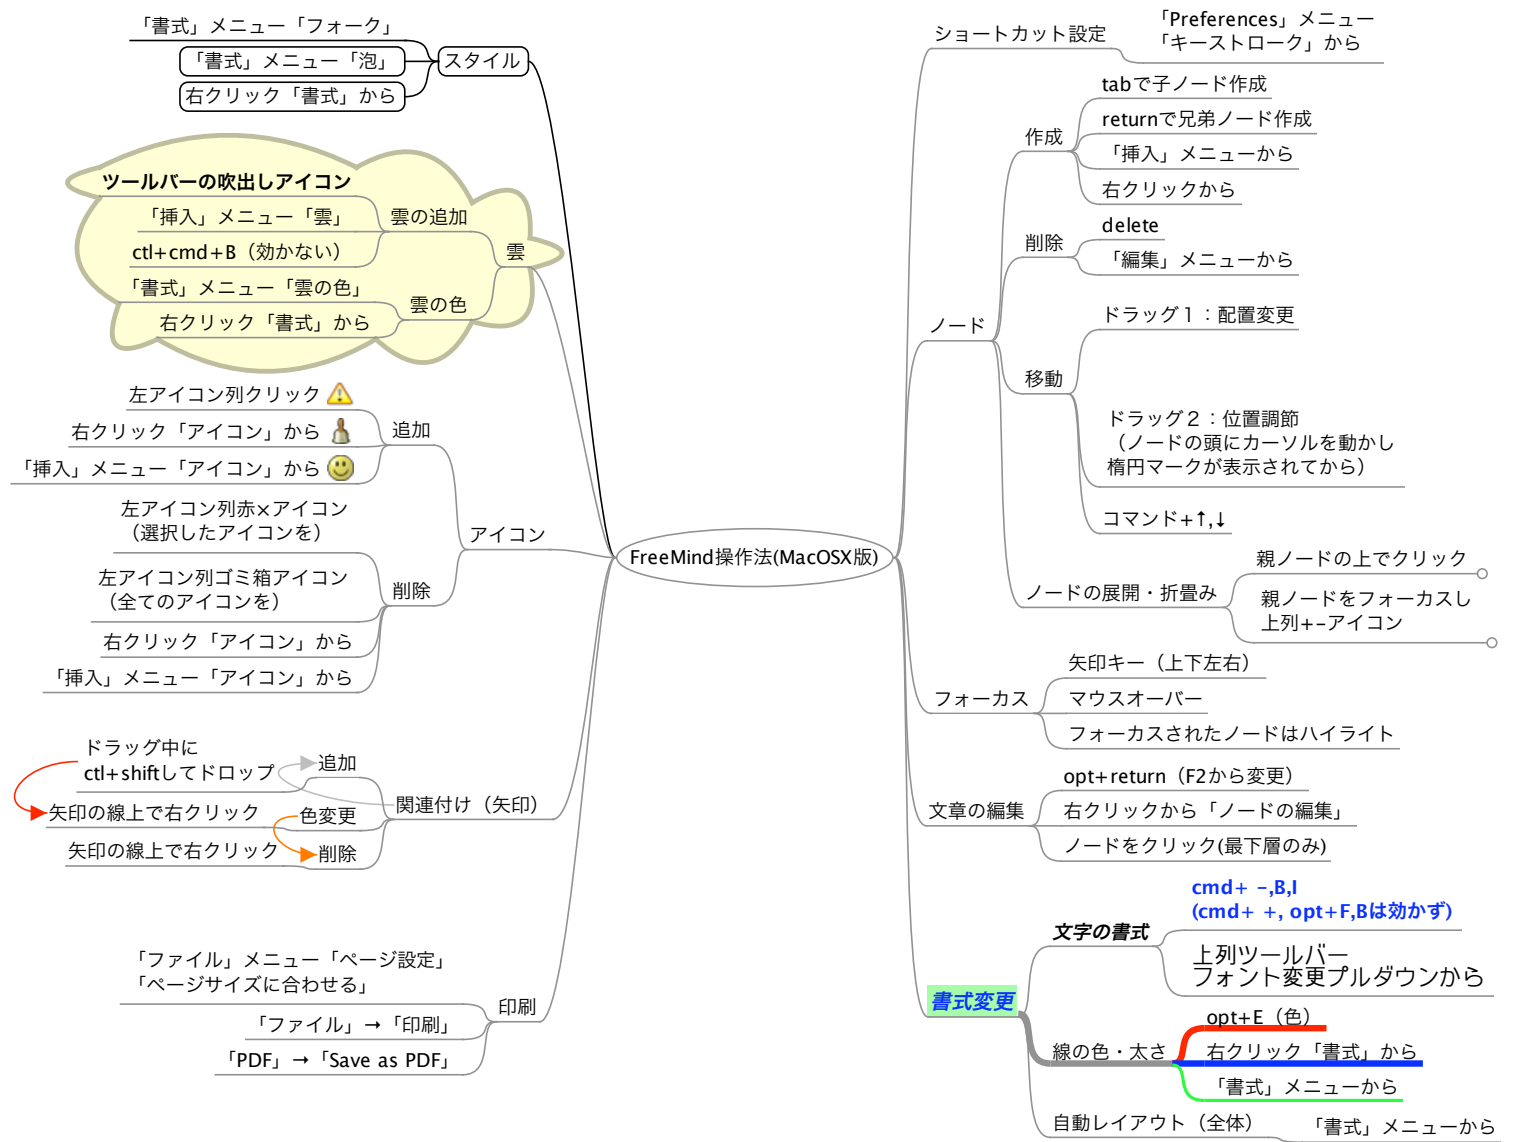 FreeMind操作法(MacOSX版)
ショートカット設定
「Preferences」メニュー
「キーストローク」から
ノード
作成
tabで子ノード作成
returnで兄弟ノード作成
「挿入」メニューから
右クリックから
削除
delete
「編集」メニューから
移動
ドラッグ１：配置変更
ドラッグ２：位置調節
（ノードの頭にカーソルを動かし
楕円マークが表示されてから）
コマンド+↑,↓
ノードの展開・折畳み
親ノードの上でクリック
親ノードをフォーカスし
上列+-アイコン
フォーカス
矢印キー（上下左右）
マウスオーバー
フォーカスされたノードはハイライト
文章の編集
opt+return（F2から変更）
右クリックから「ノードの編集」
ノードをクリック(最下層のみ)
書式変更
文字の書式
cmd+ -,B,I
(cmd+ +, opt+F,Bは効かず)
上列ツールバー
フォント変更プルダウンから
線の色・太さ
opt+E（色）
右クリック「書式」から
「書式」メニューから
自動レイアウト（全体）
「書式」メニューから
スタイル
「書式」メニュー「フォーク」
「書式」メニュー「泡」
右クリック「書式」から
雲
雲の追加
ツールバーの吹出しアイコン
「挿入」メニュー「雲」
ctl+cmd+B（効かない）
雲の色
「書式」メニュー「雲の色」
右クリック「書式」から
アイコン
追加
左アイコン列クリック
右クリック「アイコン」から
「挿入」メニュー「アイコン」から
削除
左アイコン列赤×アイコン
（選択したアイコンを）
左アイコン列ゴミ箱アイコン
（全てのアイコンを）
右クリック「アイコン」から
「挿入」メニュー「アイコン」から
関連付け（矢印）
追加
ドラッグ中に
ctl+shiftしてドロップ
色変更
矢印の線上で右クリック
削除
矢印の線上で右クリック
印刷
「ファイル」メニュー「ページ設定」
「ページサイズに合わせる」
「ファイル」→「印刷」
「PDF」→「Save as PDF」